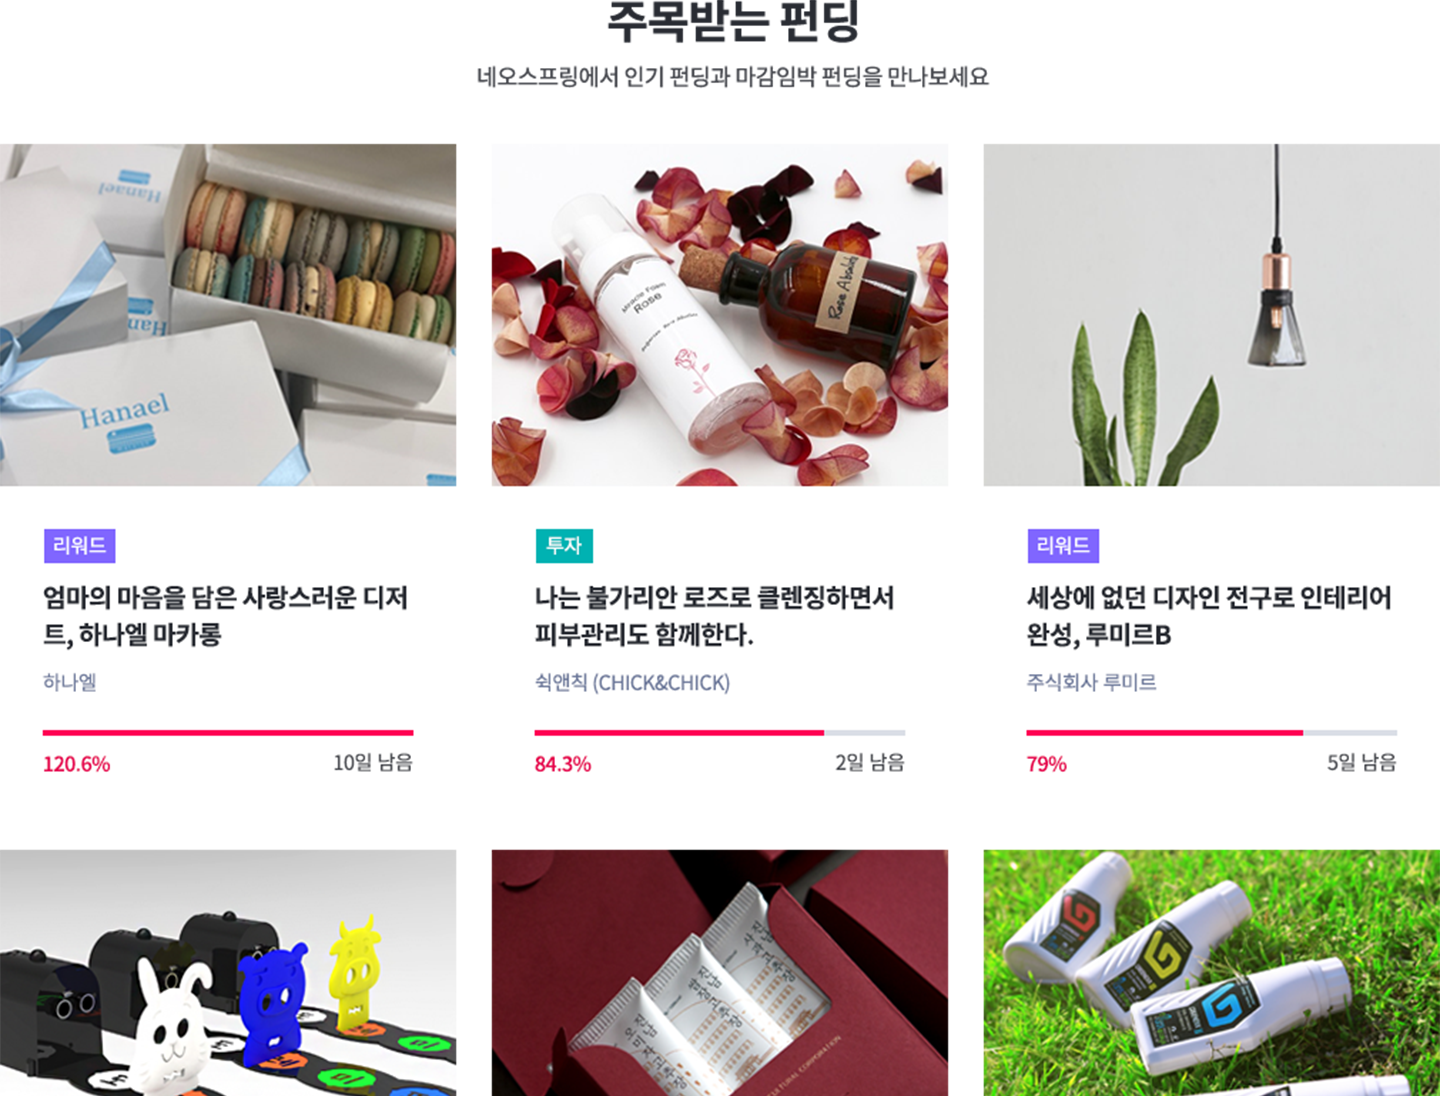 주목받는 펀딩
네오스프링에서 인기 펀딩과 마감임박 펀딩을 만나보세요
Hanael
Hanael
Hanael
Miracle Foam
Rose
Rose Absolute
리워드
엄마의 마음을 담은 사랑스러운 디저
트, 하나엘 마카롱
하나엘
120.6%
10일 남음
투자
나는 불가리안 로즈로 클렌징하면서
피부관리도 함께한다.
쉭앤칙 (CHICK&CHICK)
84.3%
2일 남음
리워드
세상에 없던 디자인 전구로 인테리어
완성, 루미르B
주식회사 루미르
79%
5일 남음